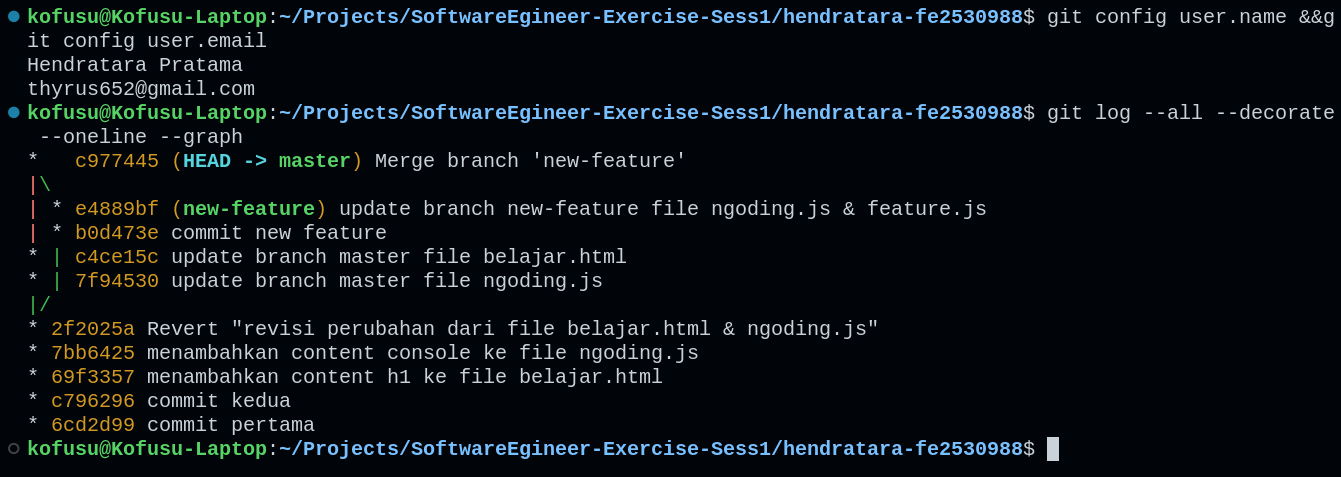 kofusu@Kofusu-Laptop:~/Projects/SoftwareEgineer-Exercise-Sess1/hendratara-fe2530988$ git config user.name &&g
it config user.email
Hendratara Pratama
thyrus652@gmail.com
kofusu@Kofusu-Laptop:~/Projects/SoftwareEgineer-Exercise-Sess1/hendratara-fe2530988$ git log --all --decorate
 --oneline --graph
*   c977445 (HEAD -> master) Merge branch 'new-feature'
|\
| * e4889bf (new-feature) update branch new-feature file ngoding.js & feature.js
| * b0d473e commit new feature
* | c4ce15c update branch master file belajar.html
* | 7f94530 update branch master file ngoding.js
|/
* 2f2025a Revert "revisi perubahan dari file belajar.html & ngoding.js"
* 7bb6425 menambahkan content console ke file ngoding.js
* 69f3357 menambahkan content h1 ke file belajar.html
* c796296 commit kedua
* 6cd2d99 commit pertama
kofusu@Kofusu-Laptop:~/Projects/SoftwareEgineer-Exercise-Sess1/hendratara-fe2530988$